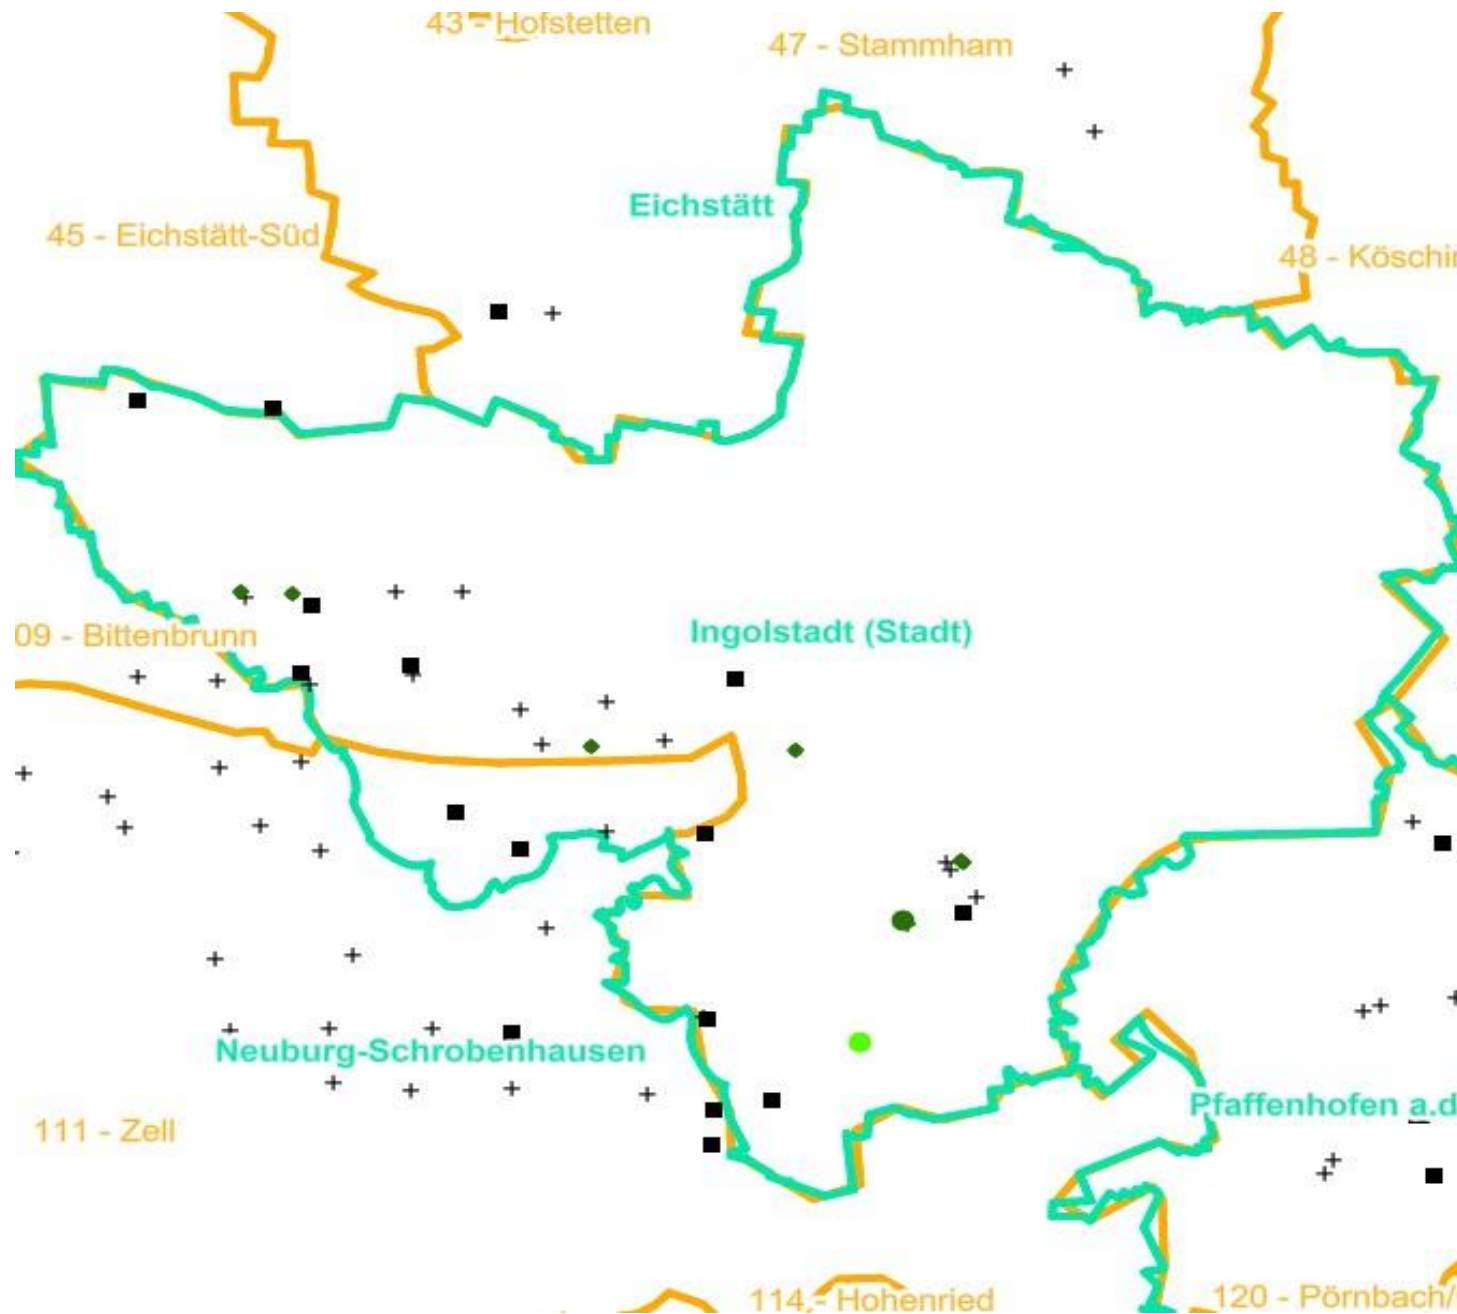 43 - Hofstetten
47 - Stammham
Eichstätt
45 - Eichstätt-Süd
48 - Köschin
Ingolstadt (Stadt)
09 - Bittenbrunn
Neuburg-Schrobenhausen
Pfaffenhofen a.d
111 - Zell
114 - Hohenried
120 - Pörnbach/